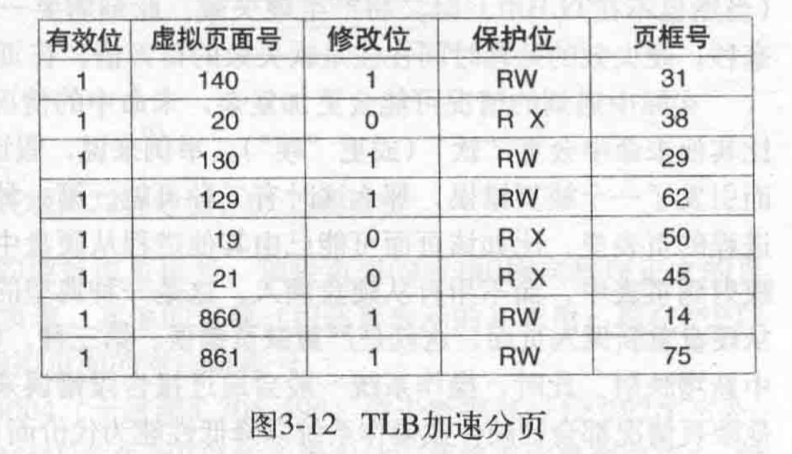 有效位 虚拟页面号 修改位 保护位 页框号
1 140 1 RW 31
1 20 0 R X 38
1 130 1 RW 29
1 129 1 RW 62
1 19 0 R X 50
1 21 0 R X 45
1 860 1 RW 14
1 861 1 RW 75
图3-12 TLB加速分页